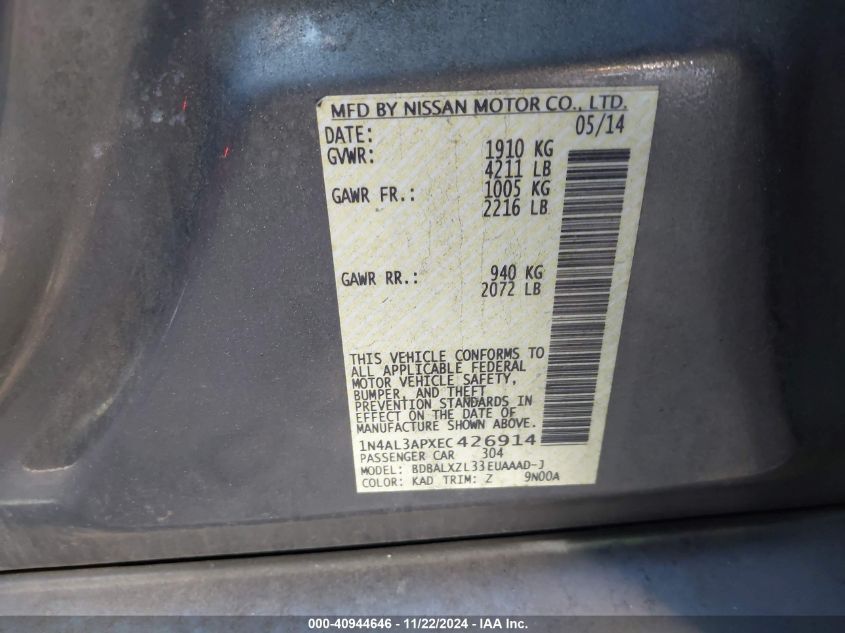 MFD BY NISSAN MOTOR CO., LTD.
DATE: 05/14
GVWR: 1910 KG
4211 LB
GAWR FR.: 1005 KG
2216 LB
GAWR RR.: 940 KG
2072 LB
THIS VEHICLE CONFORMS TO
ALL APPLICABLE FEDERAL
MOTOR VEHICLE SAFETY,
BUMPER, AND THEFT
PREVENTION STANDARDS IN
EFFECT ON THE DATE OF
MANUFACTURE SHOWN ABOVE.
1N4AL3APXEC426914
PASSENGER CAR 304
MODEL: BDBALXZL33EUAAAD-J
COLOR: KAD TRIM: Z 9N00A
000-40944646 - 11/22/2024 - IAA Inc.